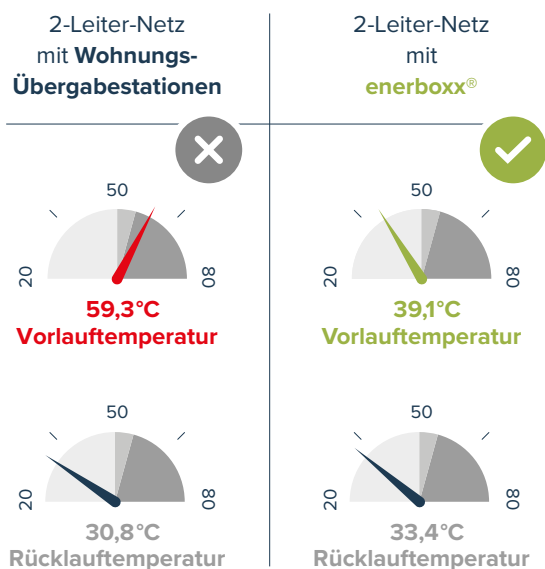 2-Leiter-Netz
mit Wohnungs-
Übergabestationen
50
20
80
59,3°C
Vorlauftemperatur
50
20
80
30,8°C
Rücklauftemperatur
2-Leiter-Netz
mit
enerboxx®
50
20
80
39,1°C
Vorlauftemperatur
50
20
80
33,4°C
Rücklauftemperatur